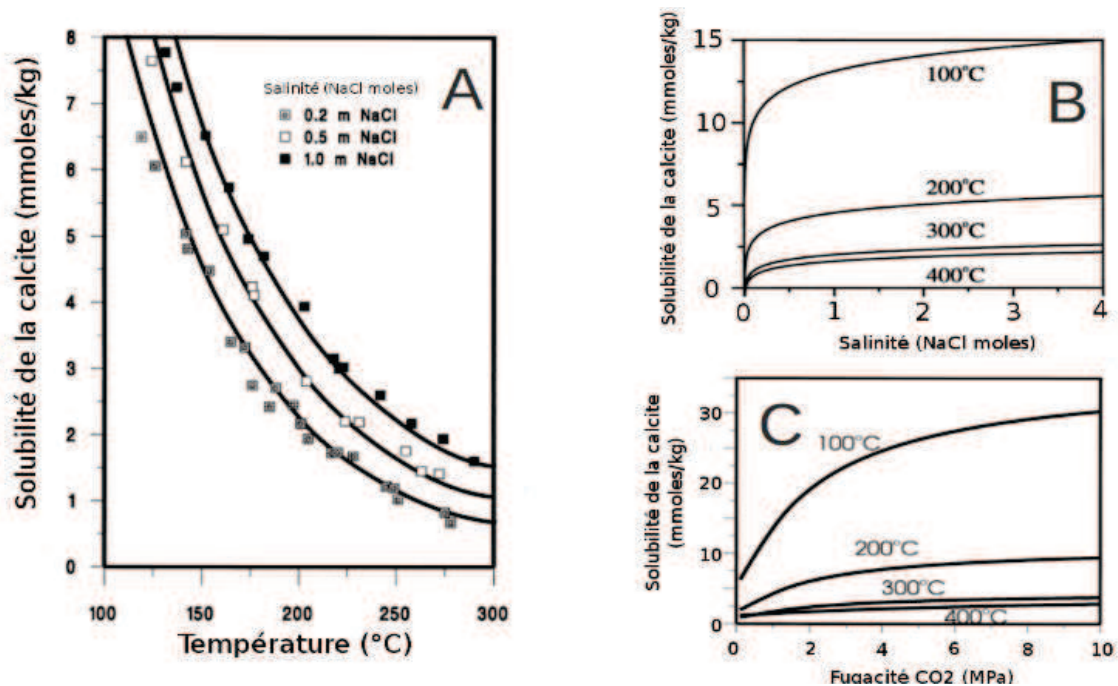 A
Solubilité de la calcite (mmoles/kg)
8
7
6
5
4
3
2
1
0
Salinité (NaCl moles)
0.2 m NaCl
0.5 m NaCl
1.0 m NaCl
100
150
200
250
300
Température (°C)
B
Solubilité de la calcite (mmoles/kg)
15
10
5
0
100°C
200°C
300°C
400°C
0
1
2
3
4
Salinité (NaCl moles)
C
Solubilité de la calcite
(mmoles/kg)
30
20
10
0
100°C
200°C
300°C
400°C
0
2
4
6
8
10
Fugacité CO2 (MPa)